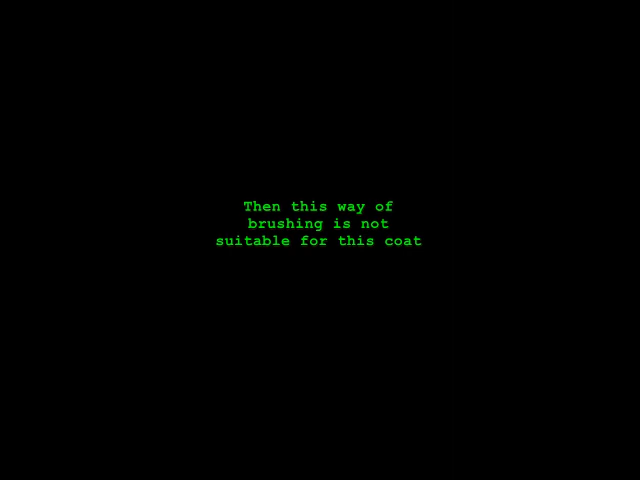 Then this way of
brushing is not
suitable for this coat